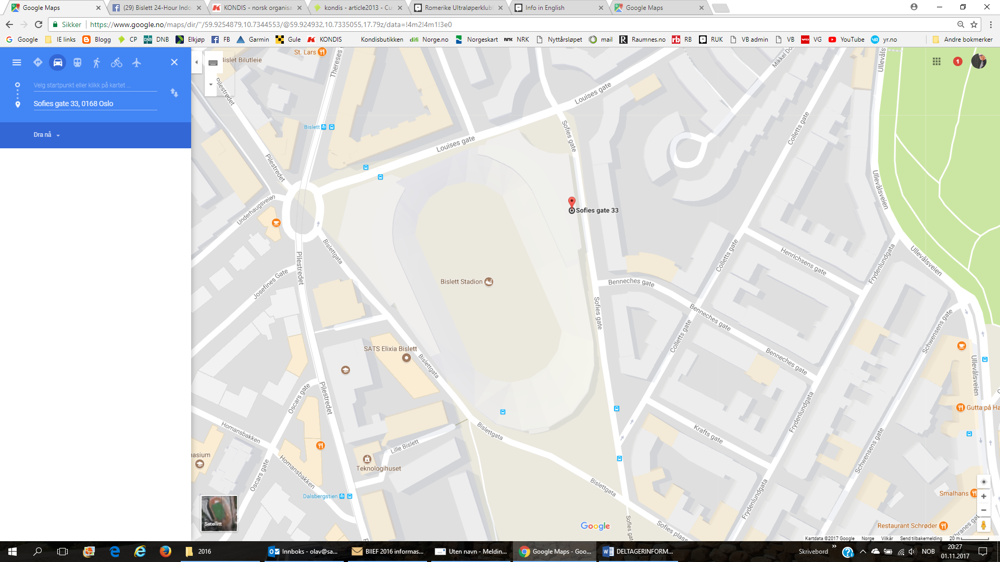 Google Maps
(29) Bislett 24-Hour Indo
KONDIS - norsk organisa
kondis - article2013 - Cu
Romerike Ultraløperklubb
Info in English
Google Maps
Sikker
https://www.google.no/maps/dir/''/59.9254879,10.7344553/@59.924932,10.7335055,17.79z/data=!4m2!4m1!3e0
Google
IE links
Blogg
CP
DNB
Elkjøp
FB
Garmin
Gule
KONDIS
Kondisbutikken
difi Norge.no
Norgeskart
NRK
Nyttårsløpet
mail
Raumnes.no
RB
RUK
VB admin
VB
VG
YouTube
yr.no
Andre bokmerker
Velg startpunkt eller klikk på kartet ...
Sofies gate 33, 0168 Oslo
Dra nå
St. Lars
Bislet Bilutleie
Thereses g
Pilestredet
Louises gate
Mikkel Do
Ullevåls
1
Bislett
Sofies gate
Colletts gate
Louises gate
Pilestredet
Ullevålsveien
Underhaugsveien
Sofies gate 33
Bislettgata
Pilestredet
Josefines Gate
Colletts gate
Henrichsens gate
Frydenlundgata
Ullevålsveien
Bislett Stadion
Benneches gate
Sofies gate
Benneches gate
Colletts gate
Schwensens gate
SATS Elixia Bislett
Bislettgata
Benneches gate
Ullevålsveien
Oscars gate
Pilestredet
Frydenlundgata
Gutta på Ha
Homansbakken
Bislettgata
Krafts gate
Lille Bislett
Schwensens gate
nasium
Teknologihuset
Oscars gate
Homansbakken
Bislettgata
Frydenlundgata
Dalsbergstien
Smalhans
Satellitt
Google
Sofies gate
Sofies plass
Restaurant Schrøder
Kartdata ©2017 Google
Norge
Vilkår
Send tilbakemelding
20 m
2016
Innboks - olav@sa...
BIIEF 2016 informas...
Uten navn - Meldin...
Google Maps - Goo...
DELTAGERINFORM...
Skrivebord
NOB
20:27
01.11.2017